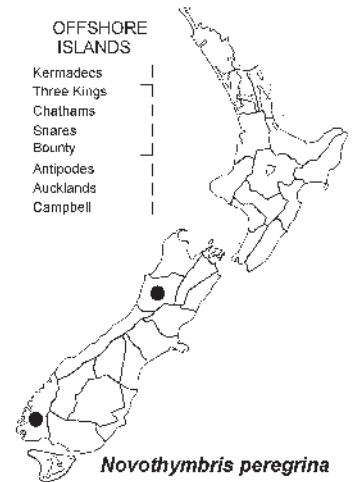 OFFSHORE
ISLANDS
Kermadecs
Three Kings
Chathams
Snares
Bounty
Antipodes
Aucklands
Campbell
Novothymbris peregrina